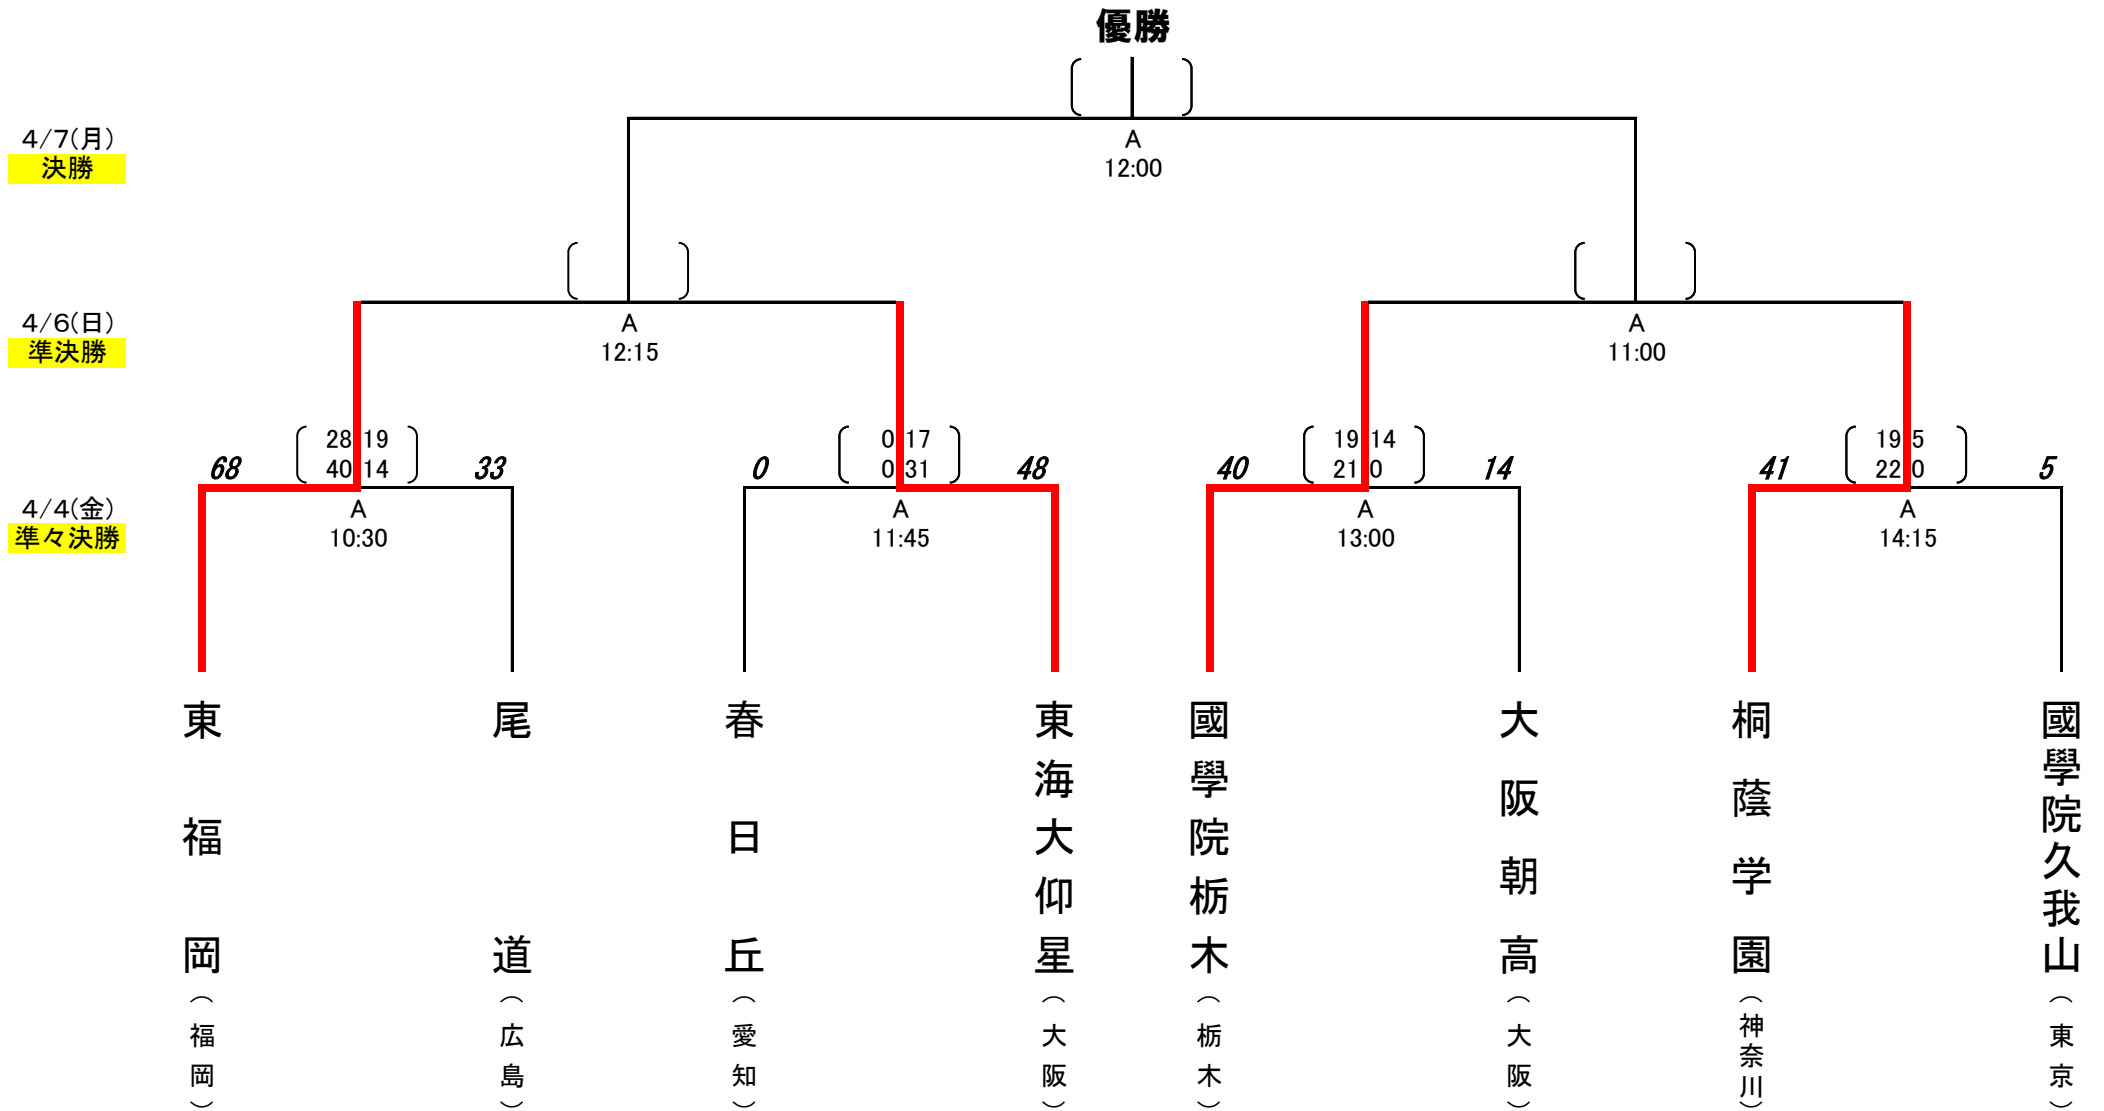 優勝
4/7(月)
決勝
A
12:00
4/6(日)
準決勝
A
12:15
A
11:00
68
28 19
40 14
33
0
0 17
0 31
48
40
19 14
21 0
14
41
19 5
22 0
5
4/4(金)
準々決勝
A
10:30
A
11:45
A
13:00
A
14:15
東福岡
(福岡)
尾道
(広島)
春日丘
(愛知)
東海大仰星
(大阪)
國學院栃木
(栃木)
大阪朝高
(大阪)
桐蔭学園
(神奈川)
國學院久我山
(東京)